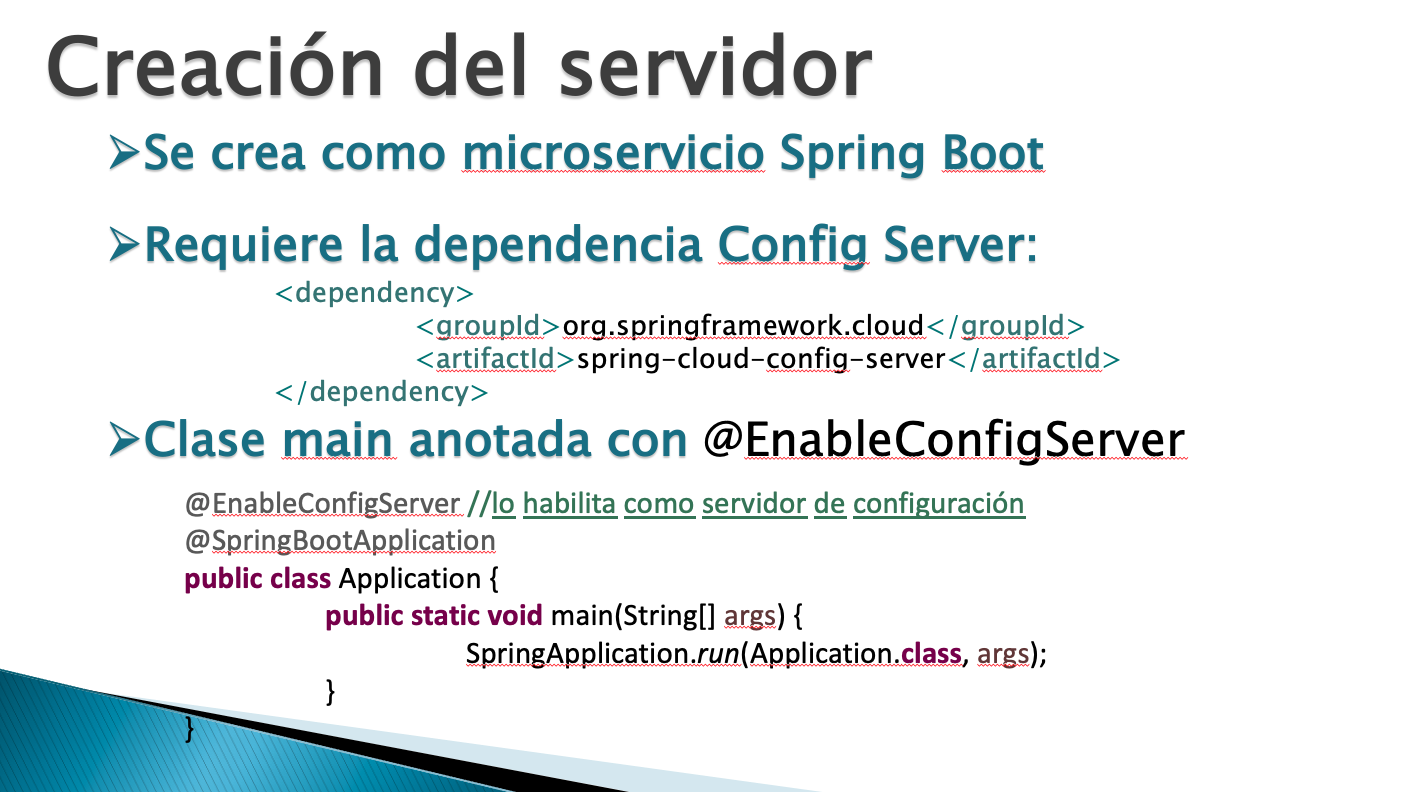 Creación del servidor
➢Se crea como microservicio Spring Boot
➢Requiere la dependencia Config Server:
<dependency>
<groupId>org.springframework.cloud</groupId>
<artifactId>spring-cloud-config-server</artifactId>
</dependency>
➢Clase main anotada con @EnableConfigServer
@EnableConfigServer //lo habilita como servidor de configuración
@SpringBootApplication
public class Application {
public static void main(String[] args) {
SpringApplication.run(Application.class, args);
}
}